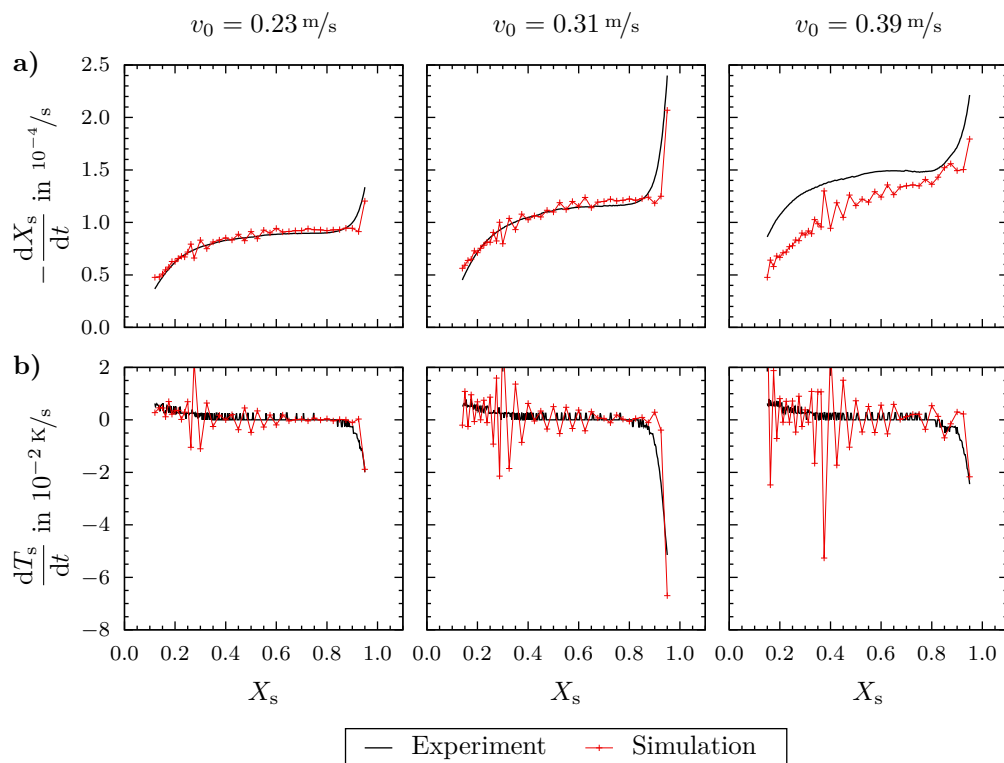 v₀ = 0.23 m/s v₀ = 0.31 m/s v₀ = 0.39 m/s
a)
−dXₛ/dt in 10⁻⁴/s
2.5
2.0
1.5
1.0
0.5
0.0
b)
dTₛ/dt in 10⁻² K/s
2
0
−2
−4
−6
−8
0.0 0.2 0.4 0.6 0.8 1.0 0.0 0.2 0.4 0.6 0.8 1.0 0.0 0.2 0.4 0.6 0.8 1.0
Xₛ Xₛ Xₛ
Experiment Simulation